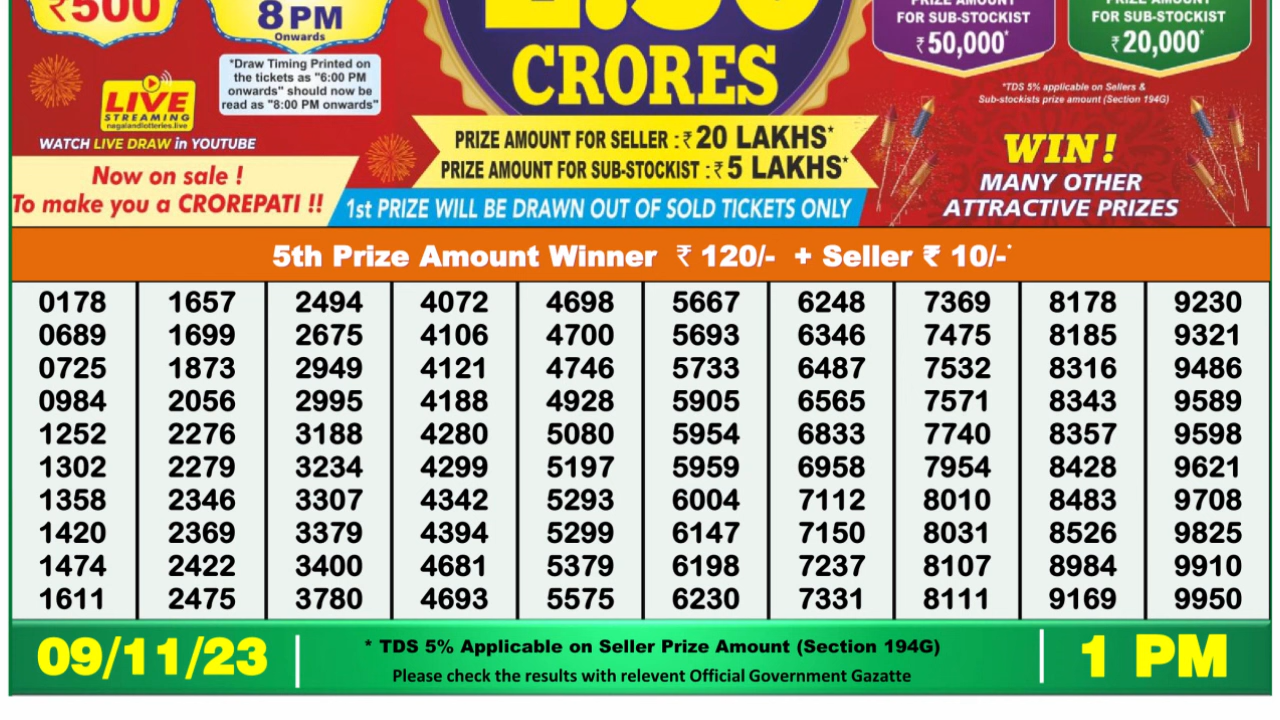 ₹500
8 PM
Onwards
*Draw Timing Printed on
the tickets as "6:00 PM
onwards" should now be
read as "8:00 PM onwards"
LIVE
STREAMING
nagalandlotteries.live
WATCH LIVE DRAW in YOUTUBE
Now on sale !
To make you a CROREPATI !!
CRORES
PRIZE AMOUNT FOR SELLER : ₹ 20 LAKHS*
PRIZE AMOUNT FOR SUB-STOCKIST : ₹ 5 LAKHS*
1st PRIZE WILL BE DRAWN OUT OF SOLD TICKETS ONLY
PRIZE AMOUNT
FOR SUB-STOCKIST
₹50,000*
PRIZE AMOUNT
FOR SUB-STOCKIST
₹20,000*
*TDS 5% applicable on Sellers &
Sub-stockists prize amount (Section 194G)
WIN !
MANY OTHER
ATTRACTIVE PRIZES
5th Prize Amount Winner ₹ 120/- + Seller ₹ 10/-*
0178 1657 2494 4072 4698 5667 6248 7369 8178 9230
0689 1699 2675 4106 4700 5693 6346 7475 8185 9321
0725 1873 2949 4121 4746 5733 6487 7532 8316 9486
0984 2056 2995 4188 4928 5905 6565 7571 8343 9589
1252 2276 3188 4280 5080 5954 6833 7740 8357 9598
1302 2279 3234 4299 5197 5959 6958 7954 8428 9621
1358 2346 3307 4342 5293 6004 7112 8010 8483 9708
1420 2369 3379 4394 5299 6147 7150 8031 8526 9825
1474 2422 3400 4681 5379 6198 7237 8107 8984 9910
1611 2475 3780 4693 5575 6230 7331 8111 9169 9950
09/11/23
* TDS 5% Applicable on Seller Prize Amount (Section 194G)
Please check the results with relevent Official Government Gazatte
1 PM